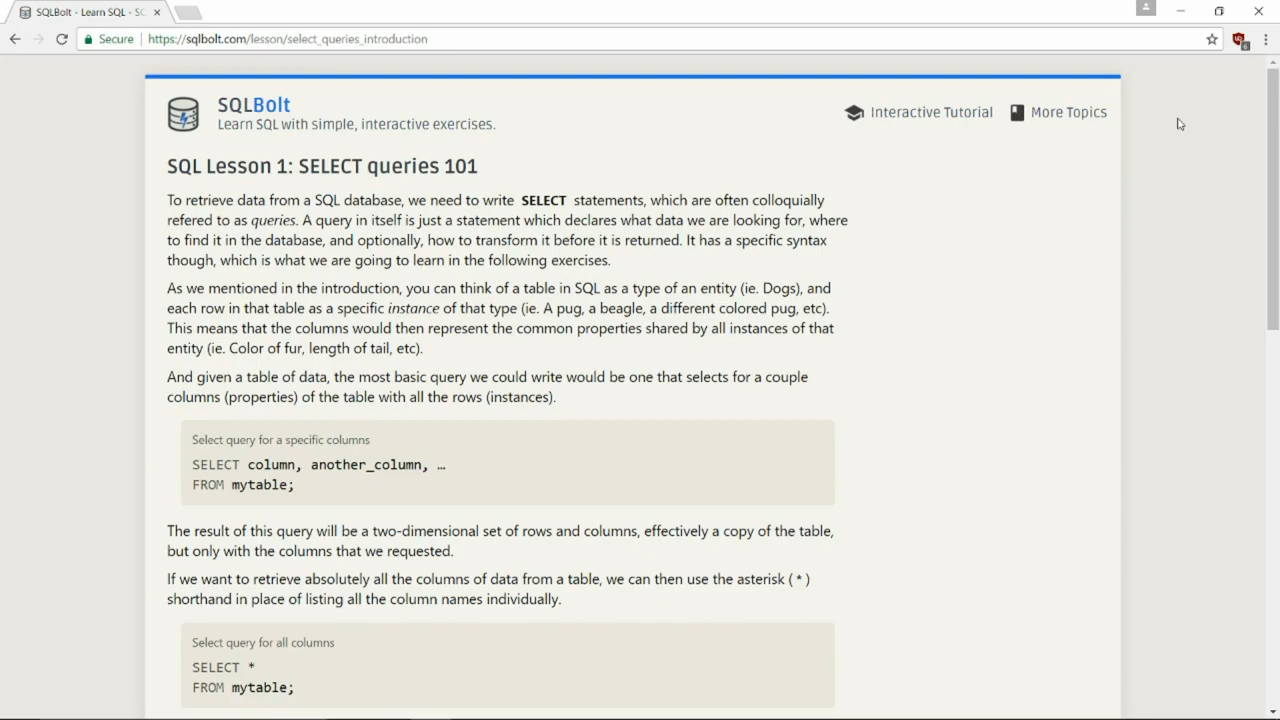 SQLBolt - Learn SQL - SC
Secure
https://sqlbolt.com/lesson/select_queries_introduction
6
SQLBolt
Learn SQL with simple, interactive exercises.
Interactive Tutorial
More Topics
SQL Lesson 1: SELECT queries 101
To retrieve data from a SQL database, we need to write SELECT statements, which are often colloquially
refered to as queries. A query in itself is just a statement which declares what data we are looking for, where
to find it in the database, and optionally, how to transform it before it is returned. It has a specific syntax
though, which is what we are going to learn in the following exercises.
As we mentioned in the introduction, you can think of a table in SQL as a type of an entity (ie. Dogs), and
each row in that table as a specific instance of that type (ie. A pug, a beagle, a different colored pug, etc).
This means that the columns would then represent the common properties shared by all instances of that
entity (ie. Color of fur, length of tail, etc).
And given a table of data, the most basic query we could write would be one that selects for a couple
columns (properties) of the table with all the rows (instances).
Select query for a specific columns
SELECT column, another_column, …
FROM mytable;
The result of this query will be a two-dimensional set of rows and columns, effectively a copy of the table,
but only with the columns that we requested.
If we want to retrieve absolutely all the columns of data from a table, we can then use the asterisk (*)
shorthand in place of listing all the column names individually.
Select query for all columns
SELECT *
FROM mytable;